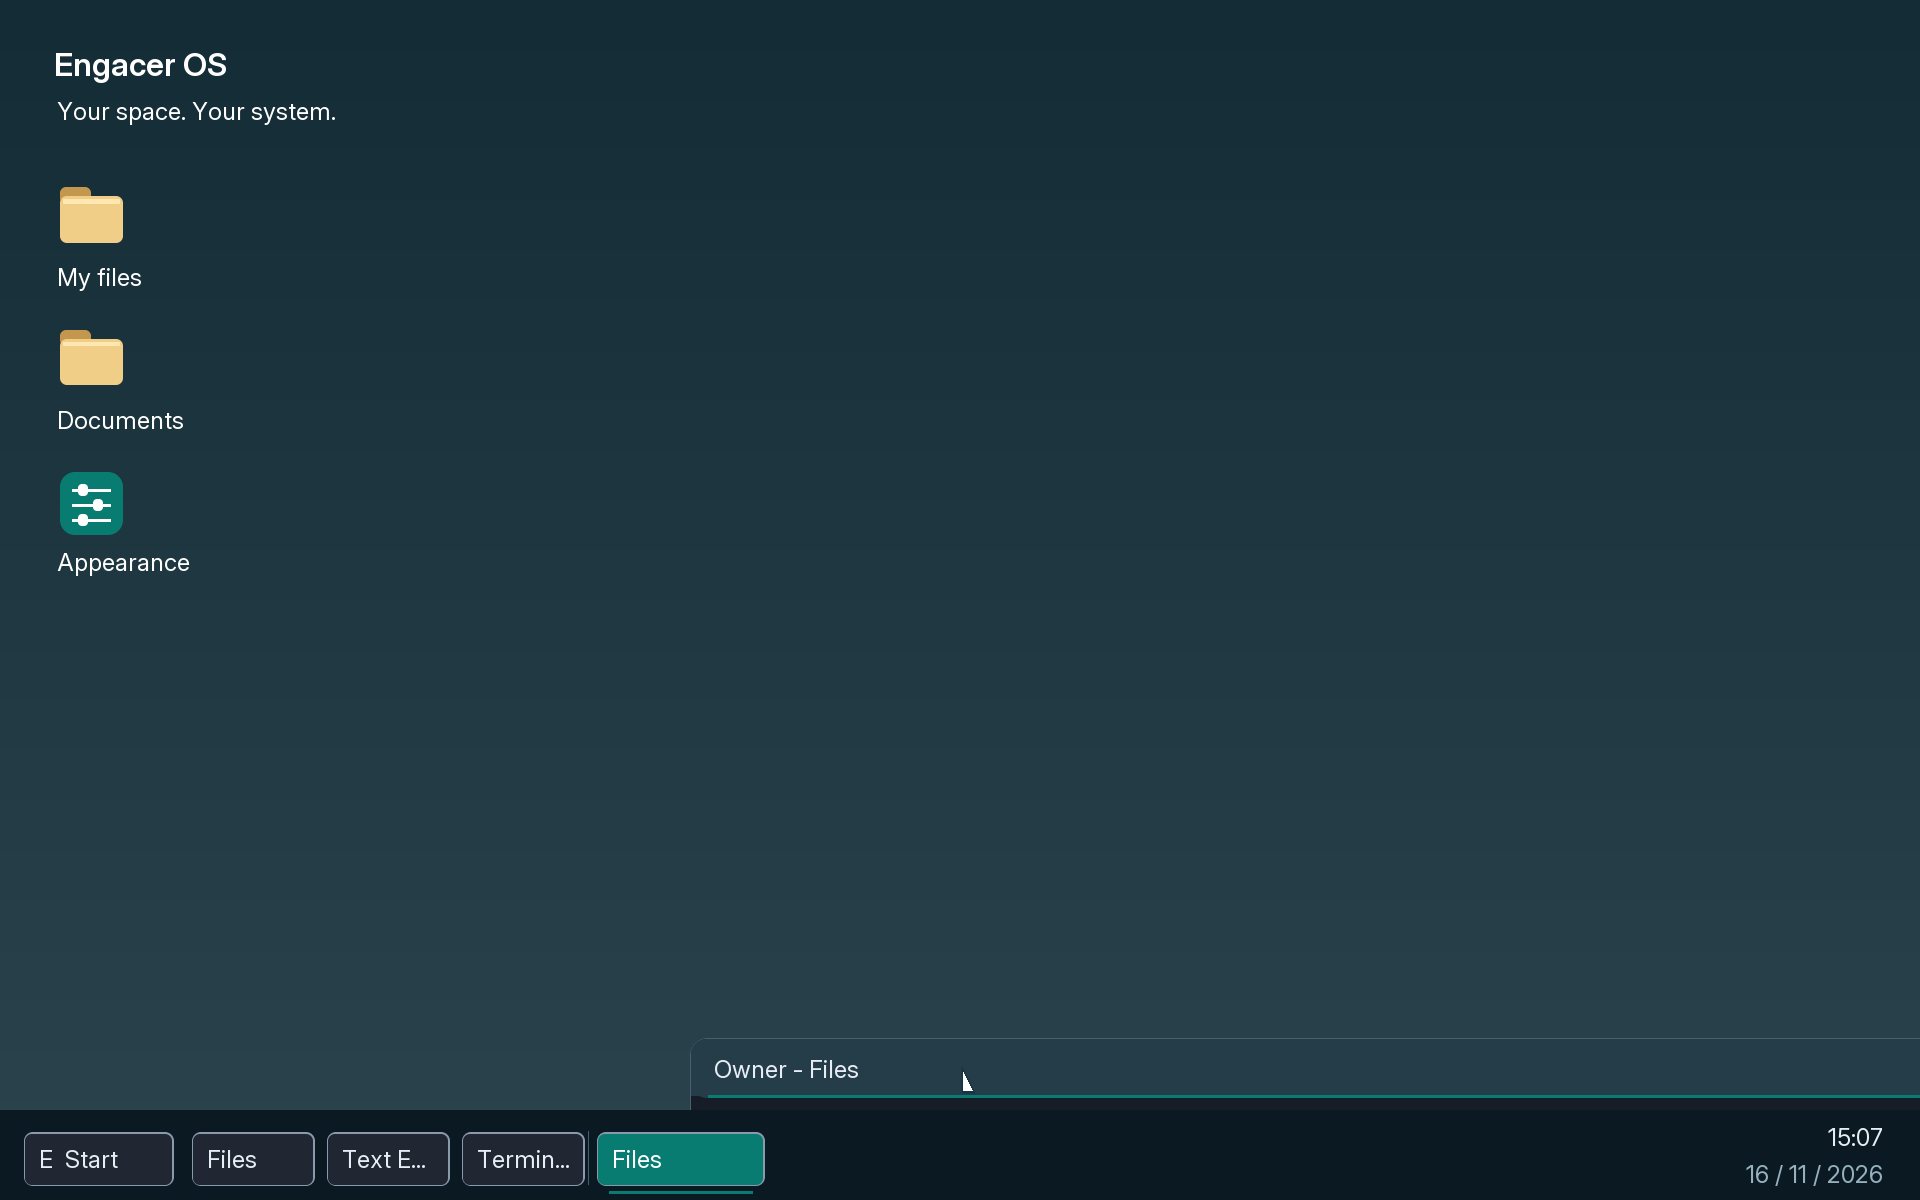 Engacer OS
Your space. Your system.
My files
Documents
Appearance
Owner - Files
E Start
Files
Text E...
Termin...
Files
15:07
16 / 11 / 2026